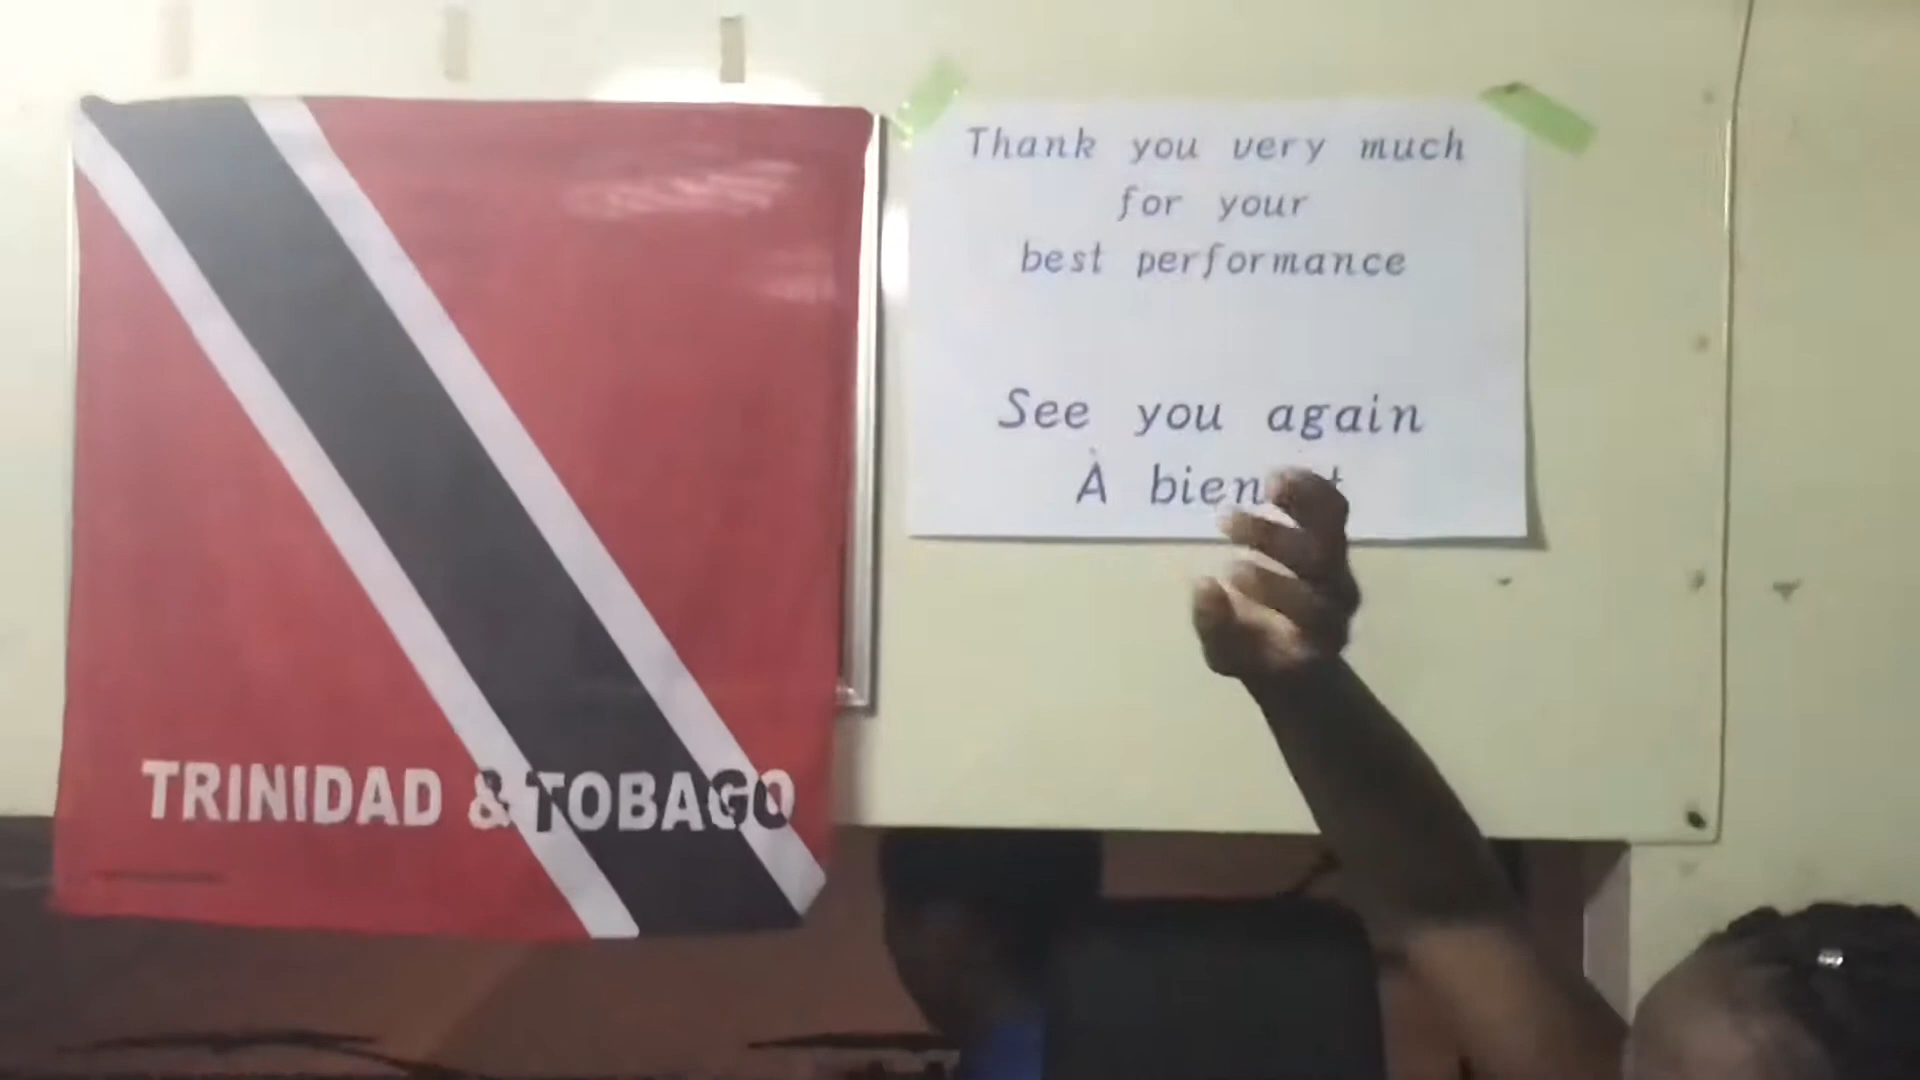 TRINIDAD & TOBAGO
Thank you very much
for your
best performance
See you again
À